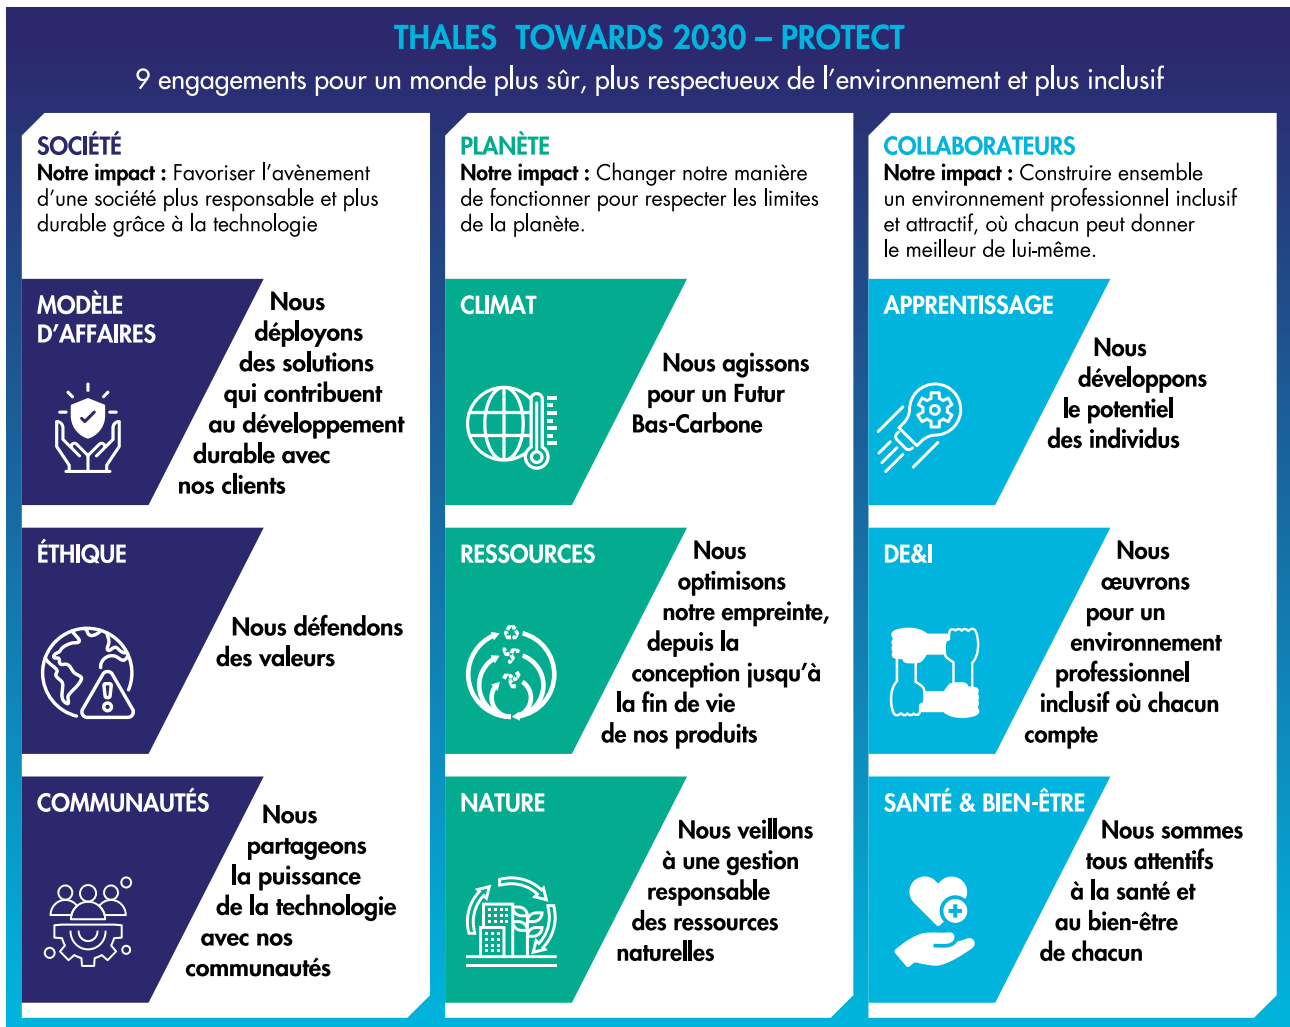 THALES TOWARDS 2030 – PROTECT
9 engagements pour un monde plus sûr, plus respectueux de l’environnement et plus inclusif
SOCIÉTÉ
Notre impact : Favoriser l’avènement
d’une société plus responsable et plus
durable grâce à la technologie
MODÈLE
D’AFFAIRES
Nous
déployons
des solutions
qui contribuent
au développement
durable avec
nos clients
ÉTHIQUE
Nous défendons
des valeurs
COMMUNAUTÉS
Nous
partageons
la puissance
de la technologie
avec nos
communautés
PLANÈTE
Notre impact : Changer notre manière
de fonctionner pour respecter les limites
de la planète.
CLIMAT
Nous agissons
pour un Futur
Bas-Carbone
RESSOURCES
Nous
optimisons
notre empreinte,
depuis la
conception jusqu’à
la fin de vie
de nos produits
NATURE
Nous veillons
à une gestion
responsable
des ressources
naturelles
COLLABORATEURS
Notre impact : Construire ensemble
un environnement professionnel inclusif
et attractif, où chacun peut donner
le meilleur de lui-même.
APPRENTISSAGE
Nous
développons
le potentiel
des individus
DE&I
Nous
œuvrons
pour un
environnement
professionnel
inclusif où chacun
compte
SANTÉ & BIEN-ÊTRE
Nous sommes
tous attentifs
à la santé et
au bien-être
de chacun